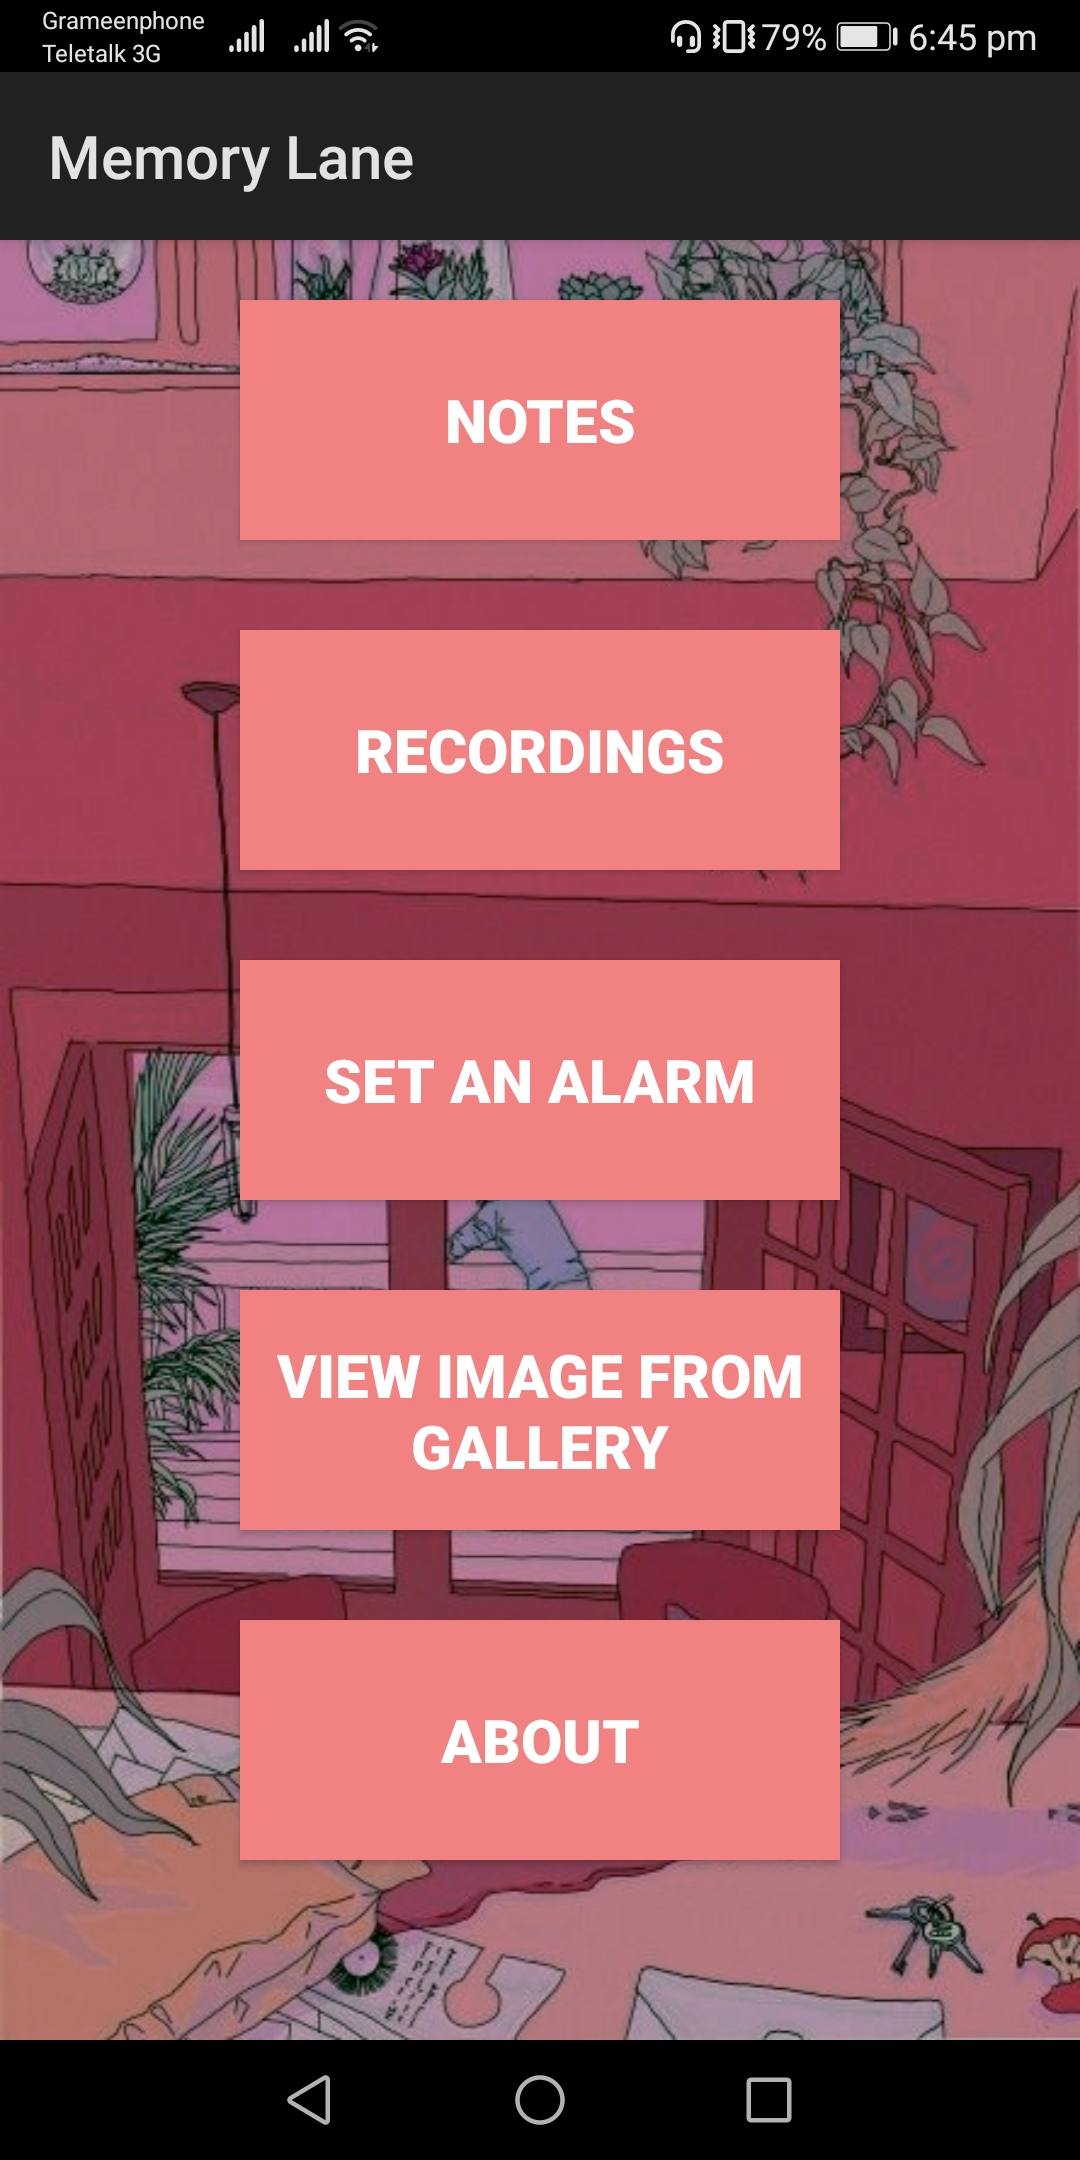 Grameenphone
Teletalk 3G
79% 6:45 pm
Memory Lane
NOTES
RECORDINGS
SET AN ALARM
VIEW IMAGE FROM
GALLERY
ABOUT